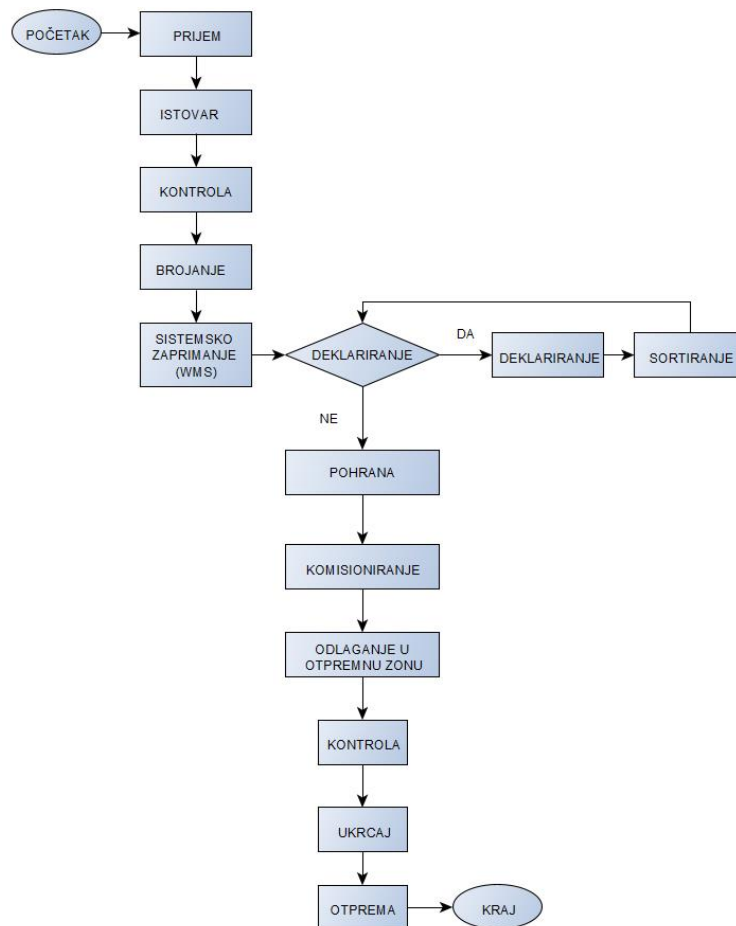 POČETAK
PRIJEM
ISTOVAR
KONTROLA
BROJANJE
SISTEMSKO
ZAPRIMANJE
(WMS)
DEKLARIRANJE
DA
DEKLARIRANJE
SORTIRANJE
NE
POHRANA
KOMISIONIRANJE
ODLAGANJE U
OTPREMNU ZONU
KONTROLA
UKRCAJ
OTPREMA
KRAJ